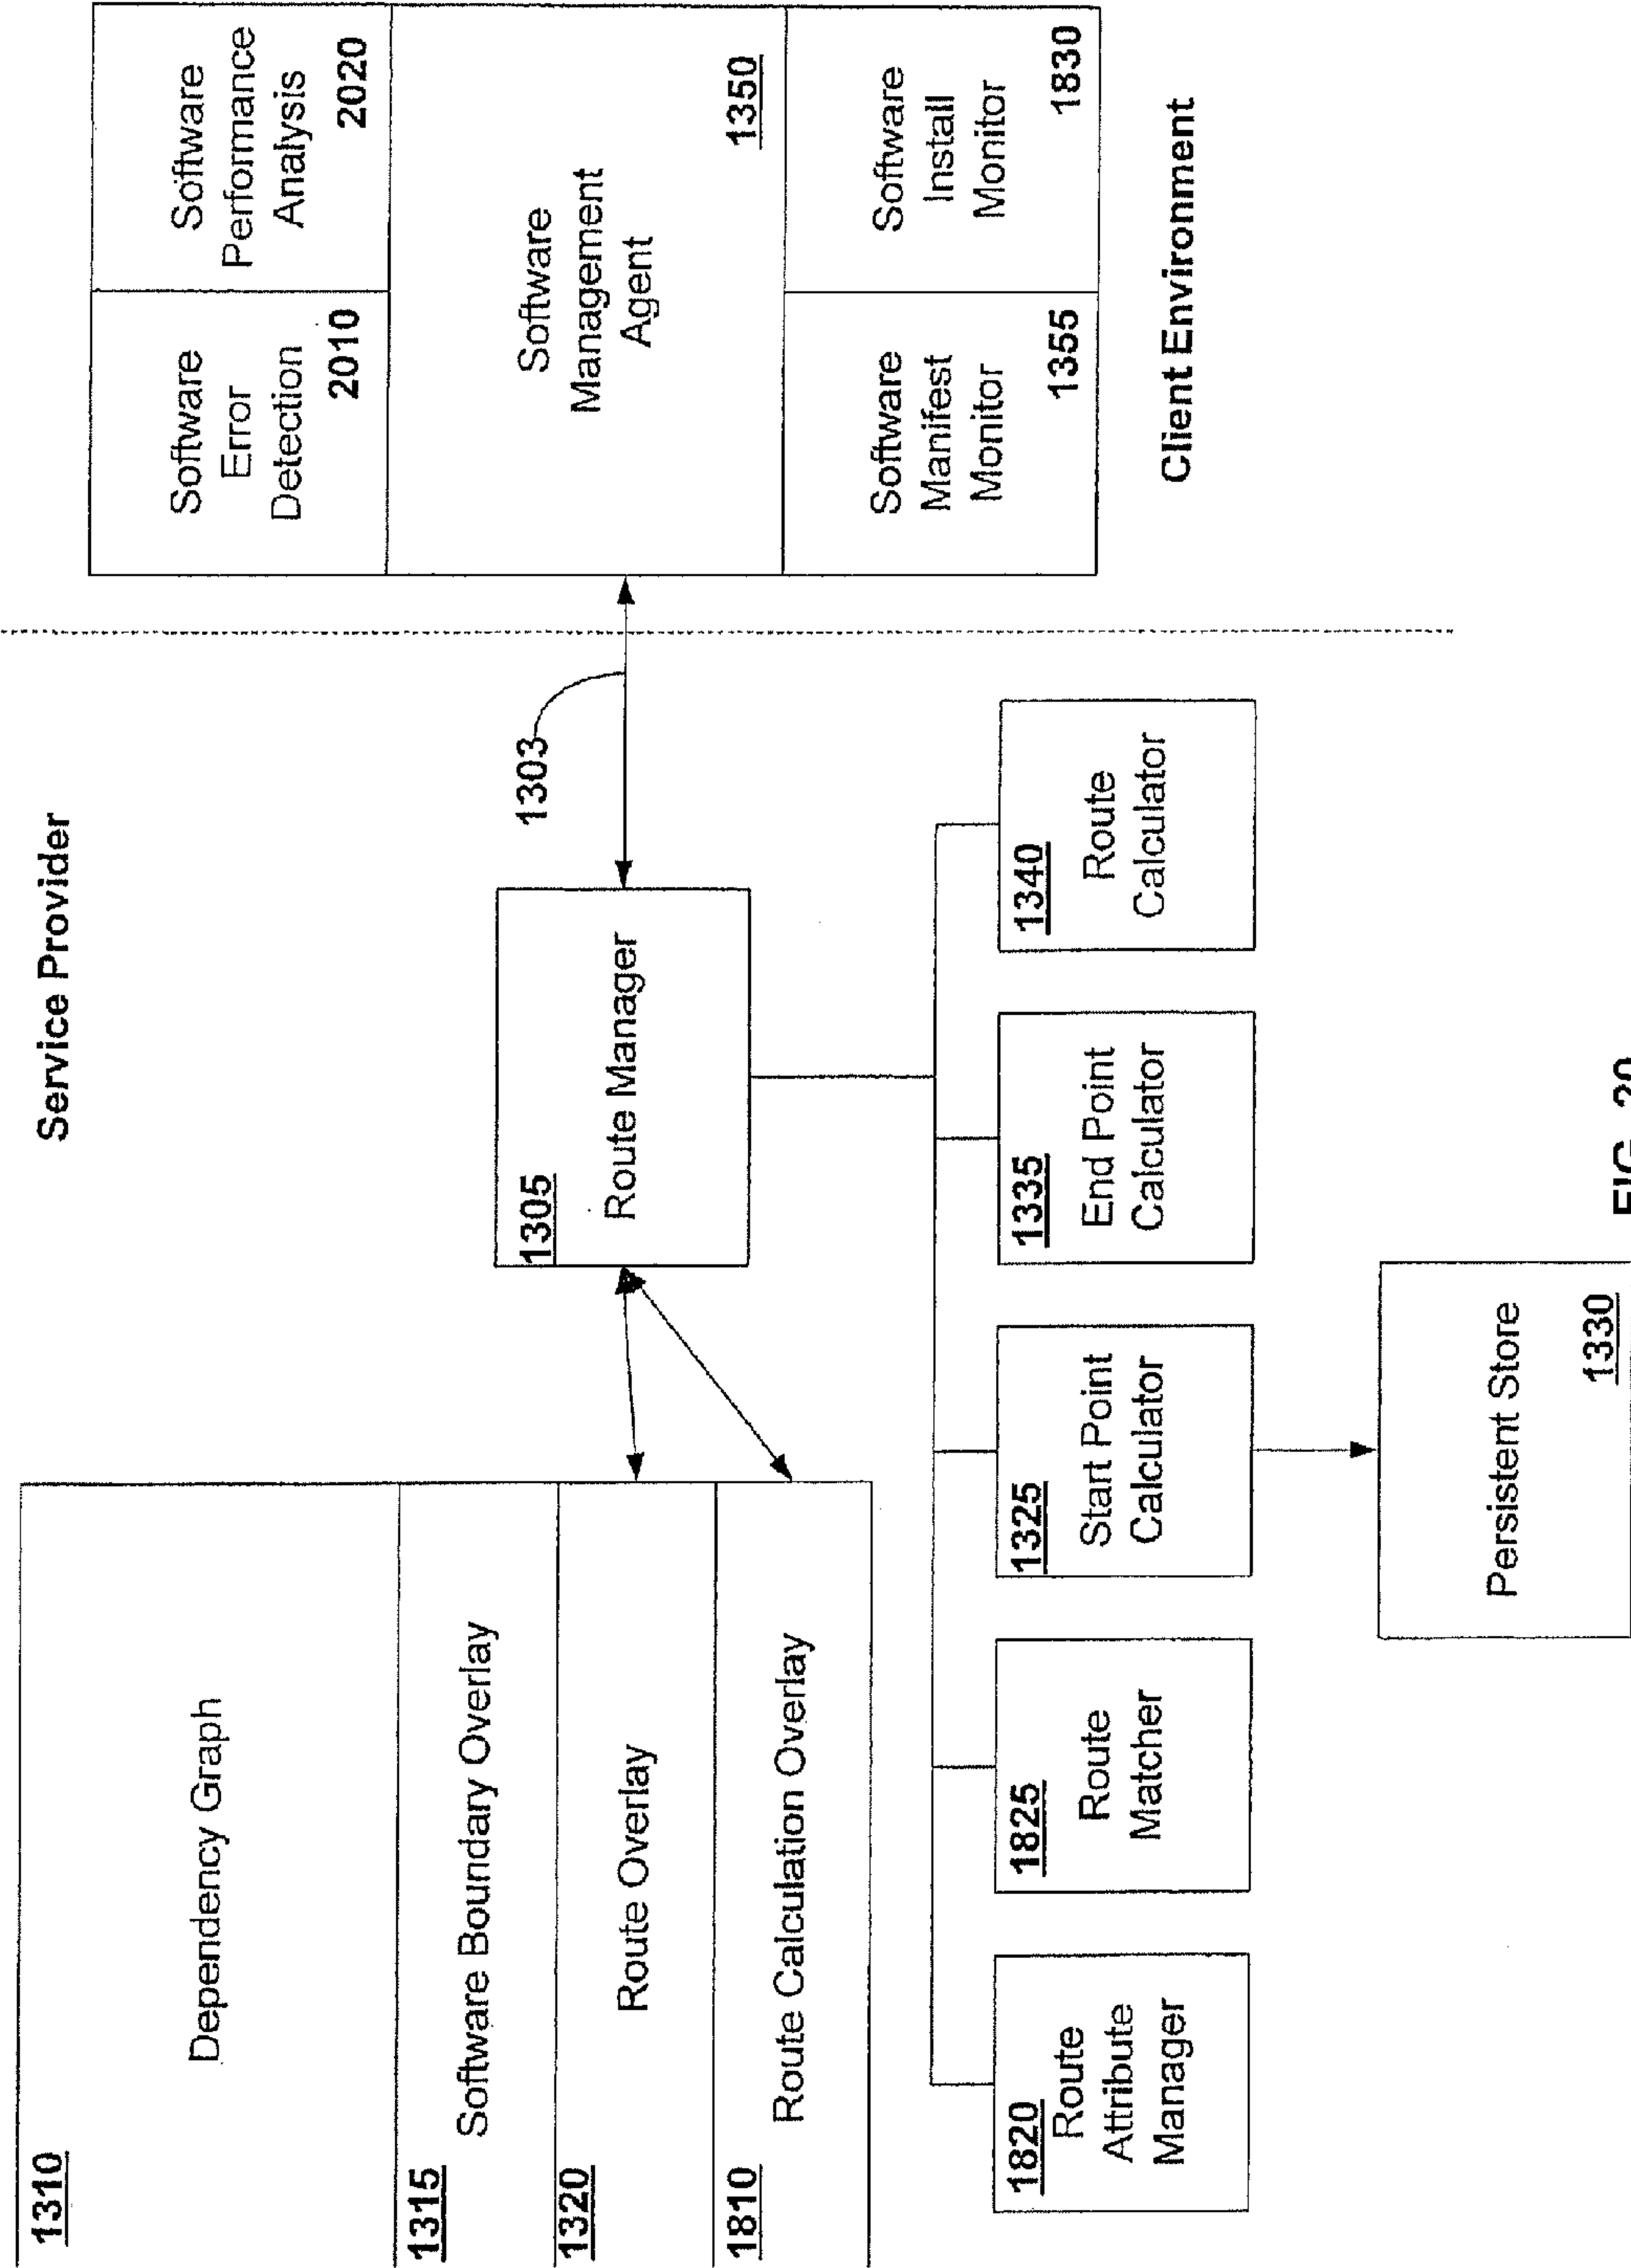 Service Provider
1310
Dependency Graph
1315
Software Boundary Overlay
1320
Route Overlay
1810
Route Calculation Overlay
1305
Route Manager
1303
1820
Route
Attribute
Manager
1825
Route
Matcher
1325
Start Point
Calculator
1335
End Point
Calculator
1340
Route
Calculator
Persistent Store
1330
Software
Error
Detection
2010
Software
Performance
Analysis
2020
Software
Management
Agent
1350
Software
Manifest
Monitor
1355
Software
Install
Monitor
1830
Client Environment
FIG. 20